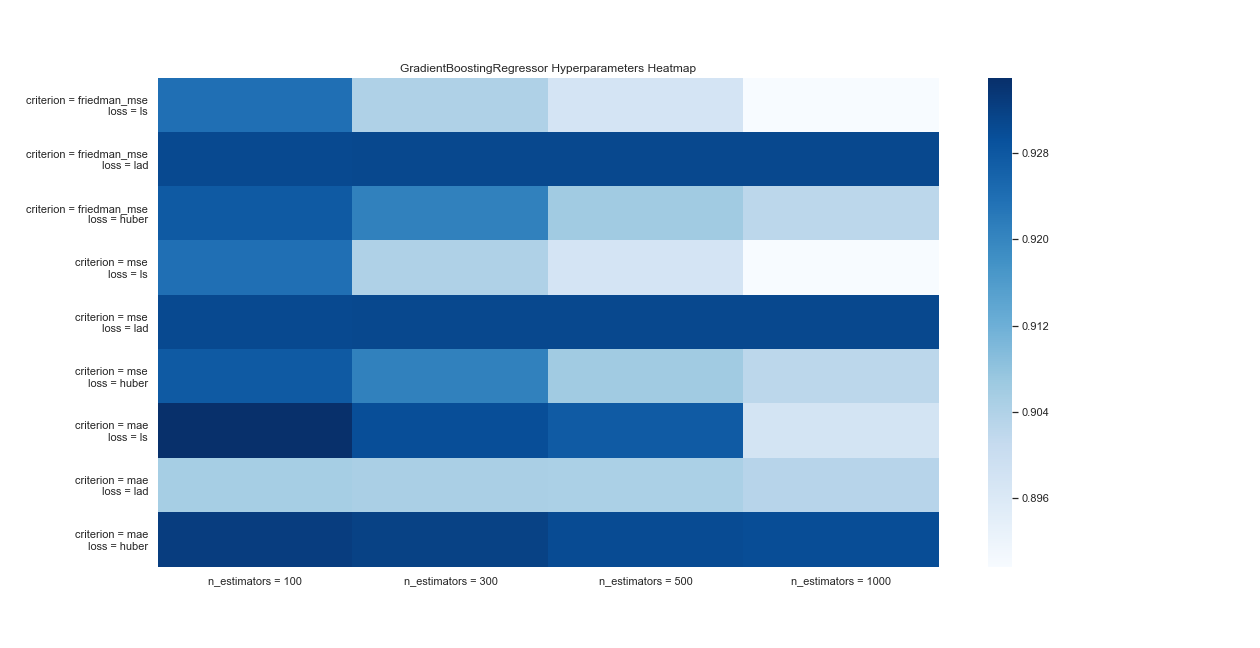 GradientBoostingRegressor Hyperparameters Heatmap
criterion = friedman_mse
loss = ls
criterion = friedman_mse
loss = lad
criterion = friedman_mse
loss = huber
criterion = mse
loss = ls
criterion = mse
loss = lad
criterion = mse
loss = huber
criterion = mae
loss = ls
criterion = mae
loss = lad
criterion = mae
loss = huber
n_estimators = 100
n_estimators = 300
n_estimators = 500
n_estimators = 1000
0.928
0.920
0.912
0.904
0.896